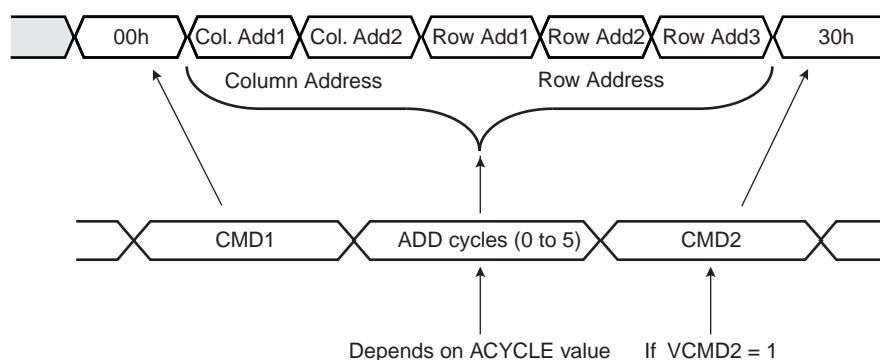 00h Col. Add1 Col. Add2 Row Add1 Row Add2 Row Add3 30h
Column Address Row Address
CMD1 ADD cycles (0 to 5) CMD2
Depends on ACYCLE value If VCMD2 = 1